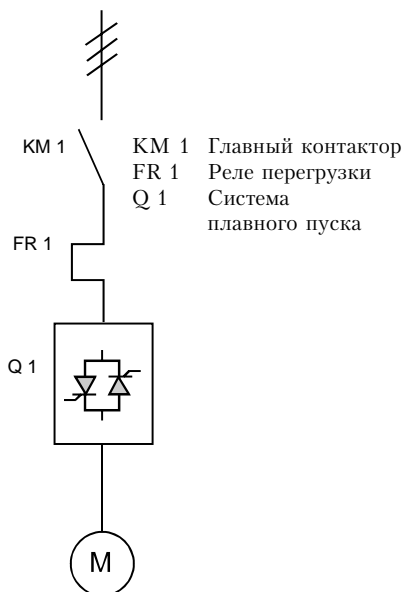 KM 1
KM 1 Главный контактор
FR 1 Реле перегрузки
Q 1 Система
плавного пуска
FR 1
Q 1
M